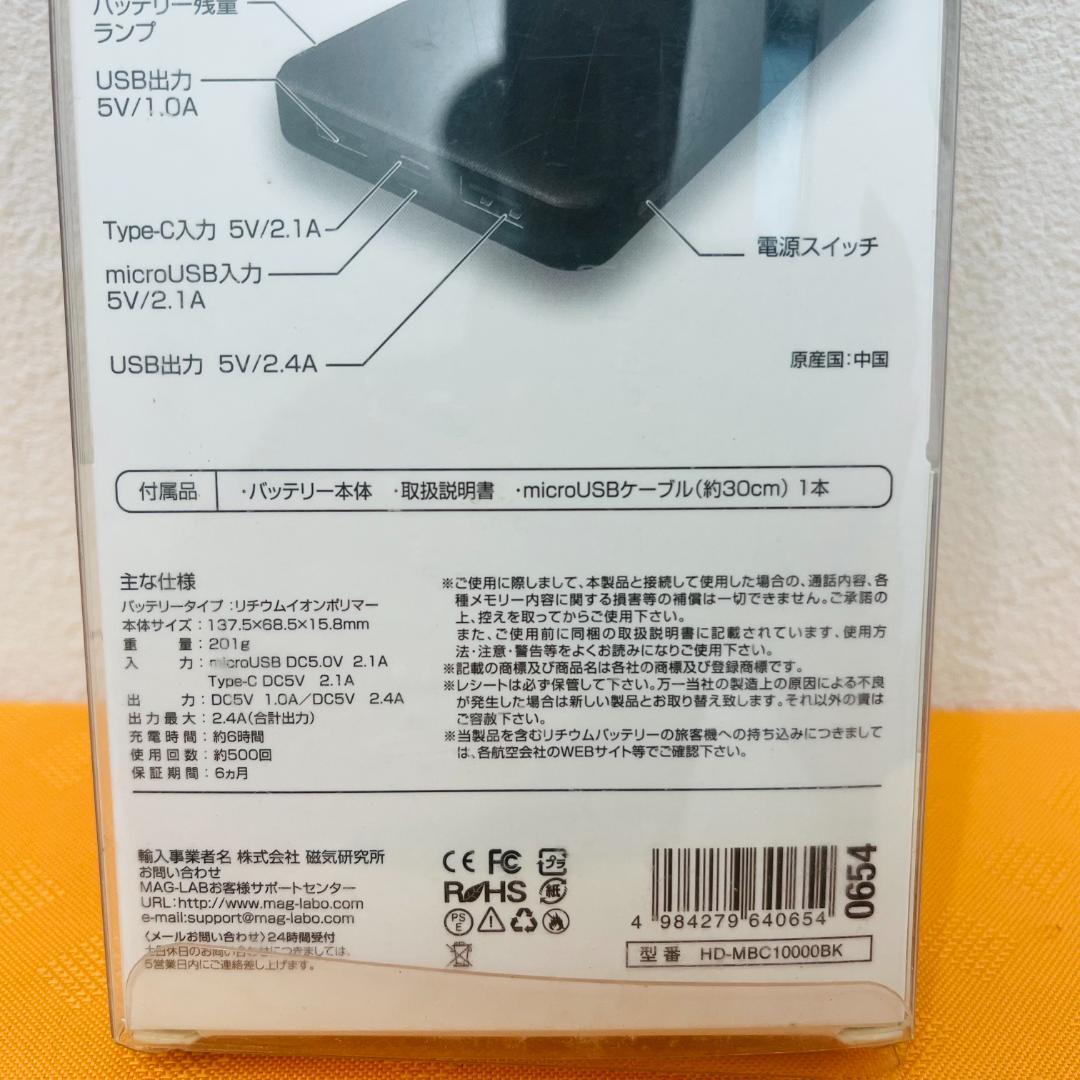 バッテリー残量
ランプ
USB出力
5V/1.0A
Type-C入力 5V/2.1A
microUSB入力
5V/2.1A
USB出力 5V/2.4A
電源スイッチ
原産国:中国
付属品 ・バッテリー本体 ・取扱説明書 ・microUSBケーブル(約30cm) 1本
主な仕様
バッテリータイプ:リチウムイオンポリマー
本体サイズ:137.5×68.5×15.8mm
重量:201g
入力:microUSB DC5.0V 2.1A
Type-C DC5V 2.1A
出力:DC5V 1.0A/DC5V 2.4A
出力最大:2.4A(合計出力)
充電時間:約6時間
使用回数:約500回
保証期間:6ヵ月
※ご使用に際しまして、本製品と接続して使用した場合の、通話内容、各
種メモリー内容に関する損害等の補償は一切できません。ご承諾の
上、控えを取ってからご使用下さい。
また、ご使用前に同梱の取扱説明書に記載されています、使用方
法・注意・警告等をよくお読みになりご使用下さい。
※記載の商標及び商品名は各社の商標及び登録商標です。
※レシートは必ず保管して下さい。万一当社の製造上の原因による不良
が発生した場合は新しい製品とお取り替え致します。それ以外の責は
ご容赦下さい。
※当製品を含むリチウムバッテリーの旅客機への持ち込みにつきまして
は、各航空会社のWEBサイト等でご確認下さい。
輸入事業者名 株式会社 磁気研究所
お問い合わせ
MAG-LABお客様サポートセンター
URL:http://www.mag-labo.com
e-mail:support@mag-labo.com
〈メールお問い合わせ〉24時間受付
土日休日のお問い合わせにつきましては、
5営業日内にご連絡差し上げます。
CE FC プラ
RoHS 紙
PSE
4 984279 640654
0654
型番 HD-MBC10000BK